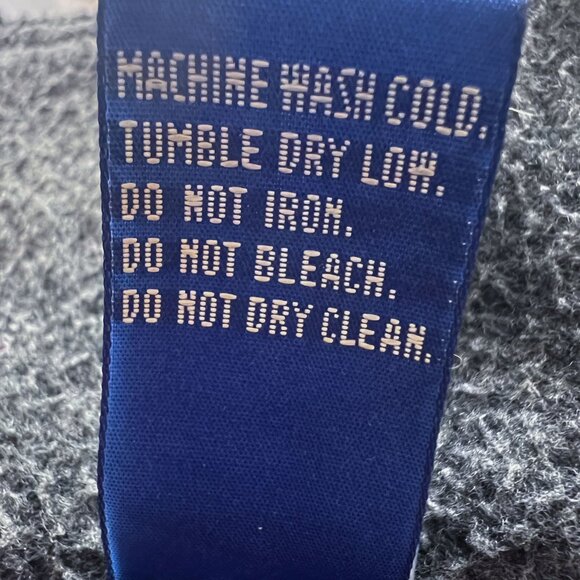 MACHINE WASH COLD.
TUMBLE DRY LOW.
DO NOT IRON.
DO NOT BLEACH.
DO NOT DRY CLEAN.